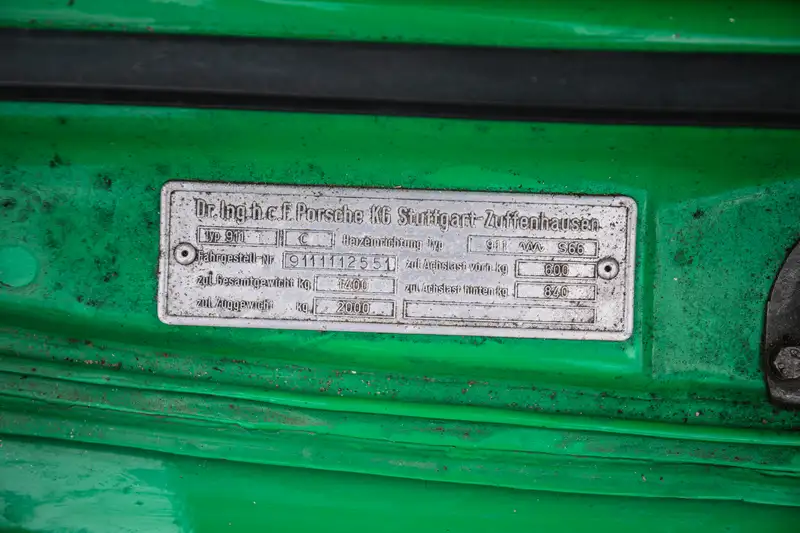 Dr. Ing. h. c. F. Porsche KG Stuttgart-Zuffenhausen
Typ 911 C Heizeinrichtung Typ 911 S66
Fahrgestell-Nr. 9111112551 zul. Achslast vorn kg 600
zul. Gesamtgewicht kg 1400 zul. Achslast hinten kg 840
zul. Zuggewicht kg 2000